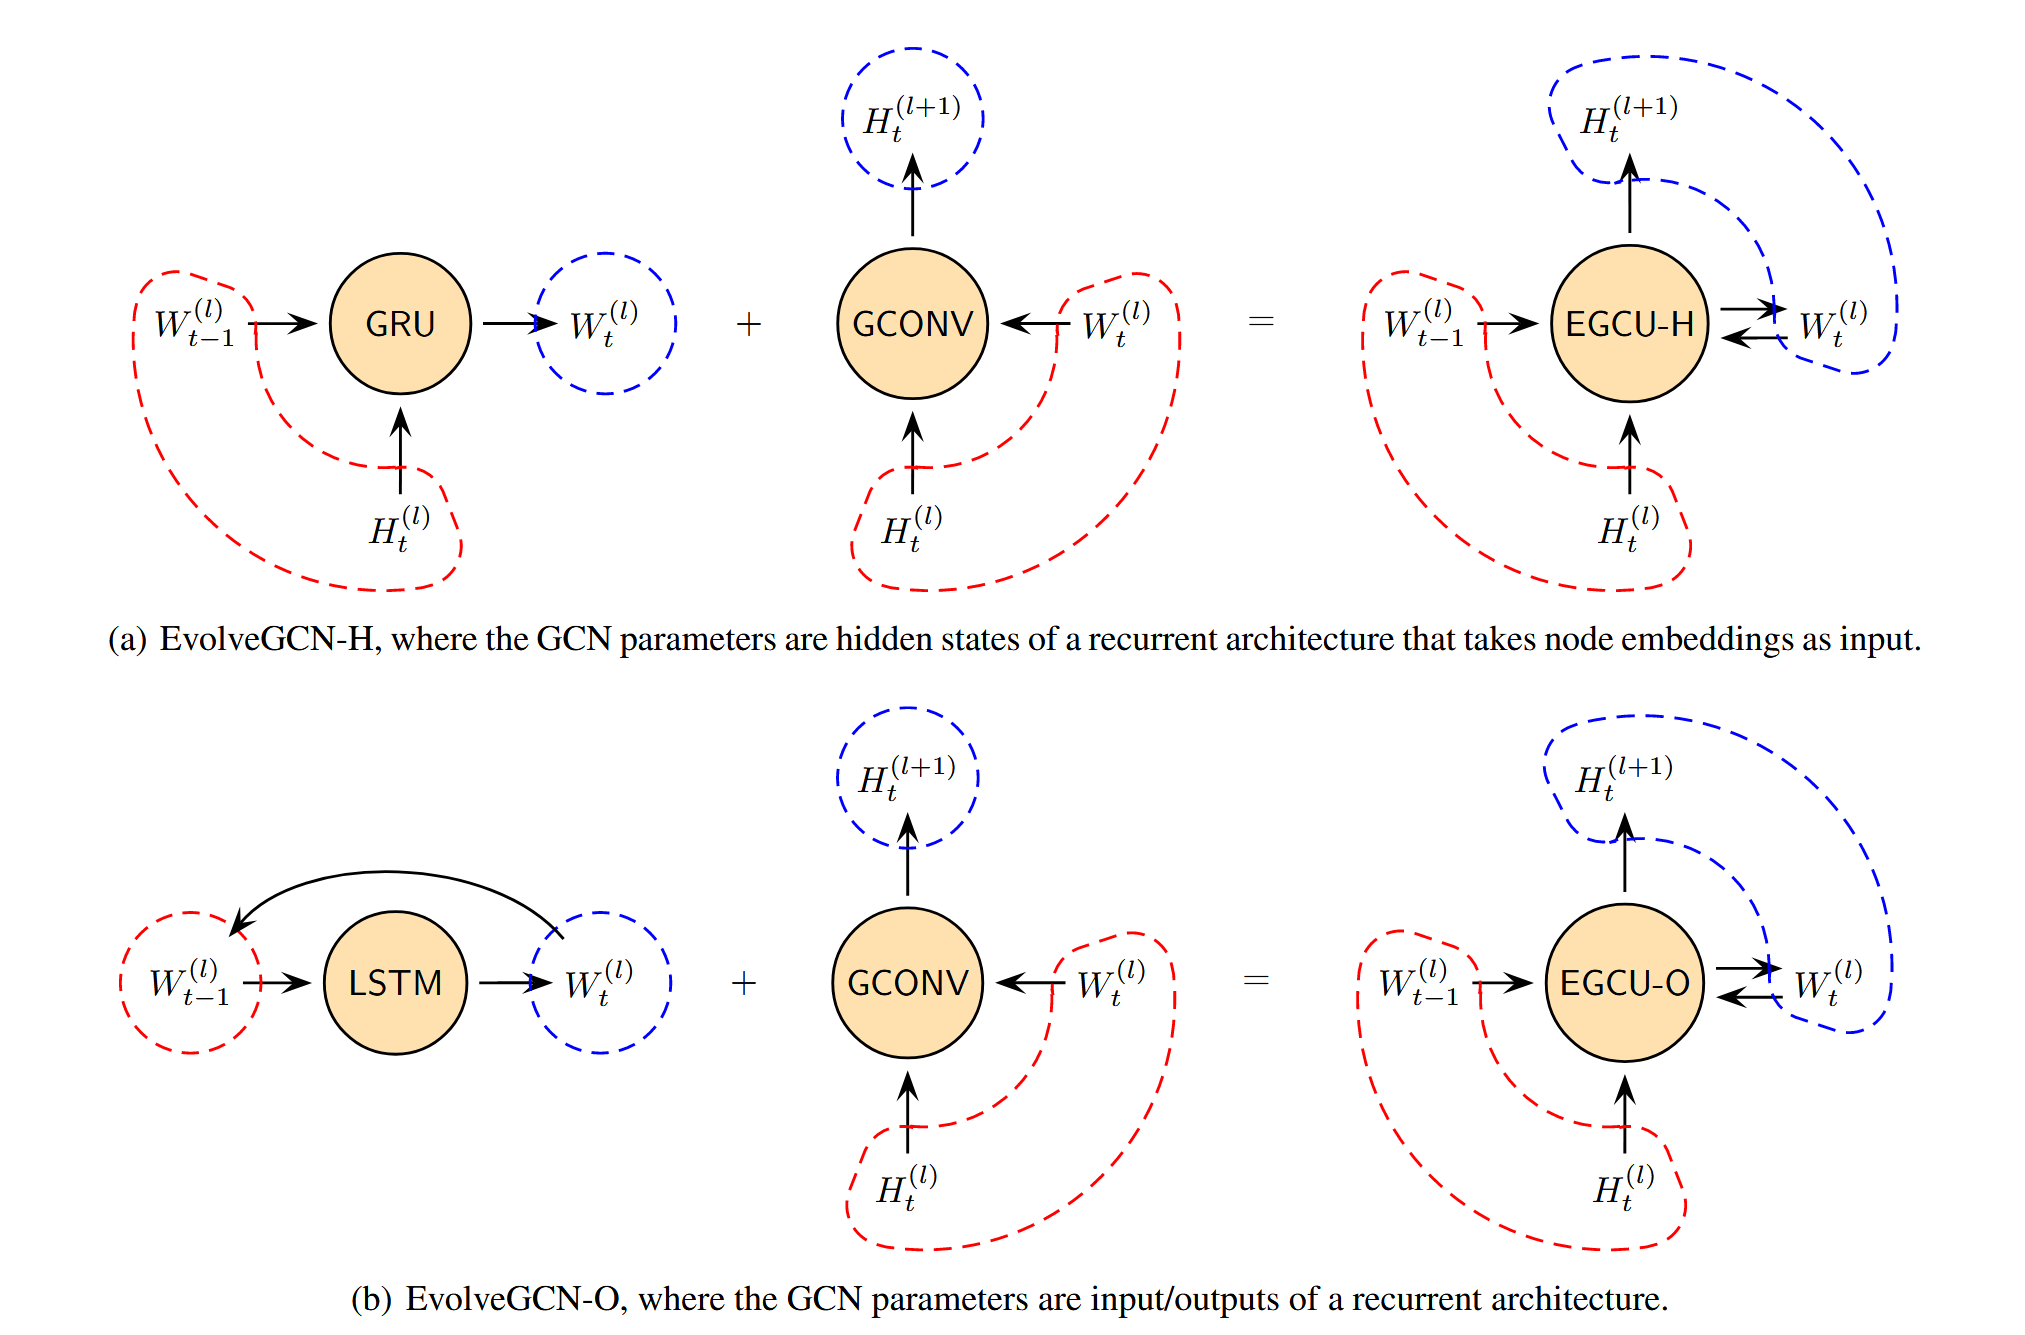 H_t^{(l+1)} H_t^{(l+1)}
W_{t-1}^{(l)} GRU W_t^{(l)} + GCONV W_t^{(l)} = W_{t-1}^{(l)} EGCU-H W_t^{(l)}
H_t^{(l)} H_t^{(l)} H_t^{(l)}
(a) EvolveGCN-H, where the GCN parameters are hidden states of a recurrent architecture that takes node embeddings as input.
H_t^{(l+1)} H_t^{(l+1)}
W_{t-1}^{(l)} LSTM W_t^{(l)} + GCONV W_t^{(l)} = W_{t-1}^{(l)} EGCU-O W_t^{(l)}
H_t^{(l)} H_t^{(l)}
(b) EvolveGCN-O, where the GCN parameters are input/outputs of a recurrent architecture.